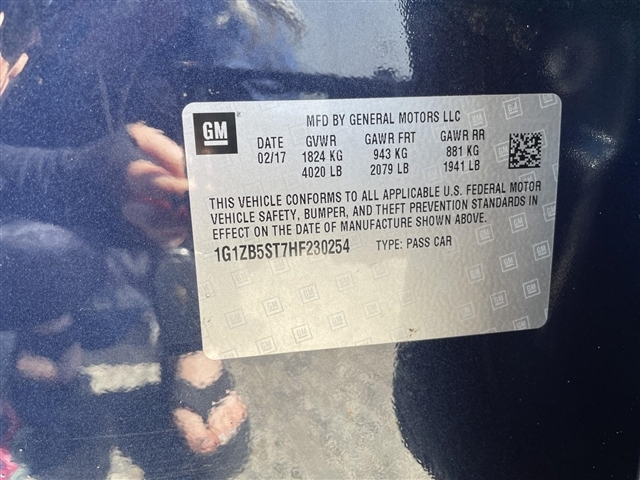 GM
MFD BY GENERAL MOTORS LLC
DATE GVWR GAWR FRT GAWR RR
02/17 1824 KG 943 KG 881 KG
4020 LB 2079 LB 1941 LB
THIS VEHICLE CONFORMS TO ALL APPLICABLE U.S. FEDERAL MOTOR
VEHICLE SAFETY, BUMPER, AND THEFT PREVENTION STANDARDS IN
EFFECT ON THE DATE OF MANUFACTURE SHOWN ABOVE.
1G1ZB5ST7HF230254 TYPE: PASS CAR